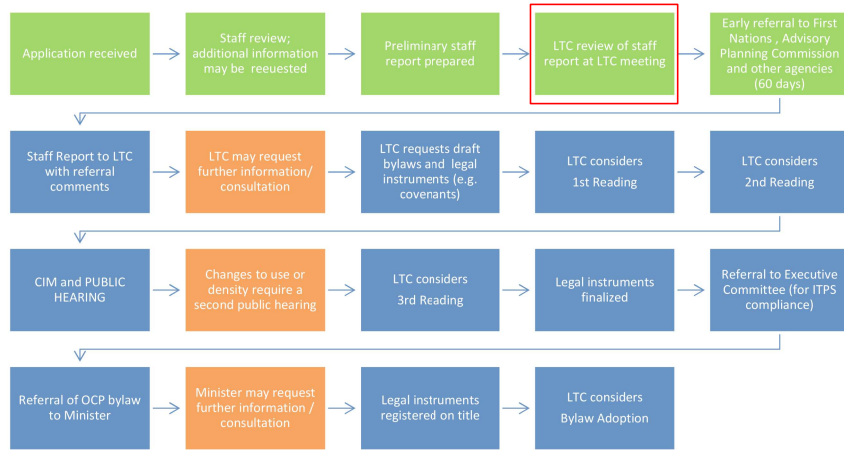 Application received
Staff review;
additional information
may be reeuested
Preliminary staff
report prepared
LTC review of staff
report at LTC meeting
Early referral to First
Nations , Advisory
Planning Commission
and other agencies
(60 days)
Staff Report to LTC
with referral
comments
LTC may request
further information/
consultation
LTC requests draft
bylaws and legal
instruments (e.g.
covenants)
LTC considers
1st Reading
LTC considers
2nd Reading
CIM and PUBLIC
HEARING
Changes to use or
density require a
second public hearing
LTC considers
3rd Reading
Legal instruments
finalized
Referral to Executive
Committee (for ITPS
compliance)
Referral of OCP bylaw
to Minister
Minister may request
further information /
consultation
Legal instruments
registered on title
LTC considers
Bylaw Adoption